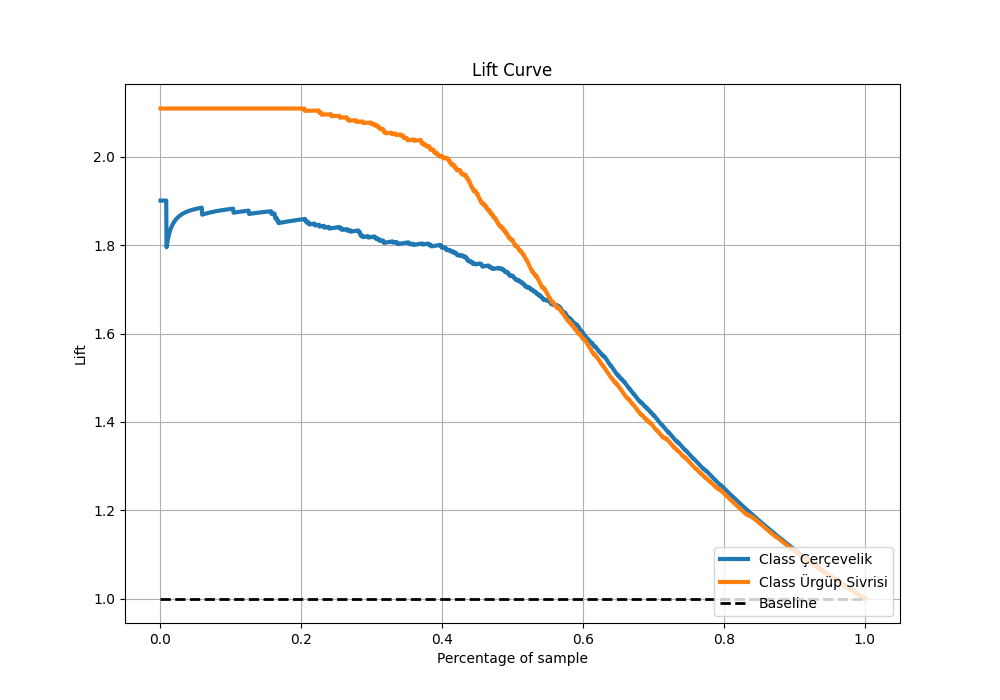 Lift Curve
2.0
1.8
1.6
1.4
1.2
1.0
Lift
0.0 0.2 0.4 0.6 0.8 1.0
Percentage of sample
Class Çerçevelik
Class Ürgüp Sivrisi
Baseline